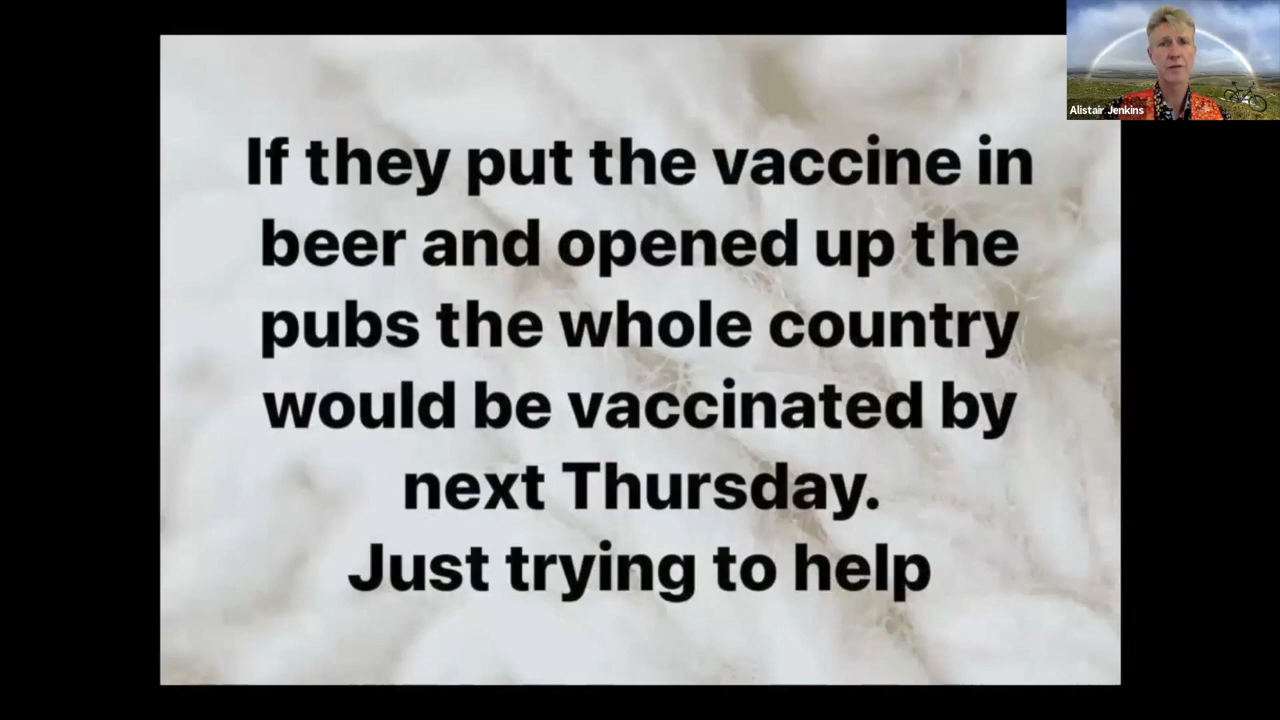 If they put the vaccine in
beer and opened up the
pubs the whole country
would be vaccinated by
next Thursday.
Just trying to help
Alistair Jenkins